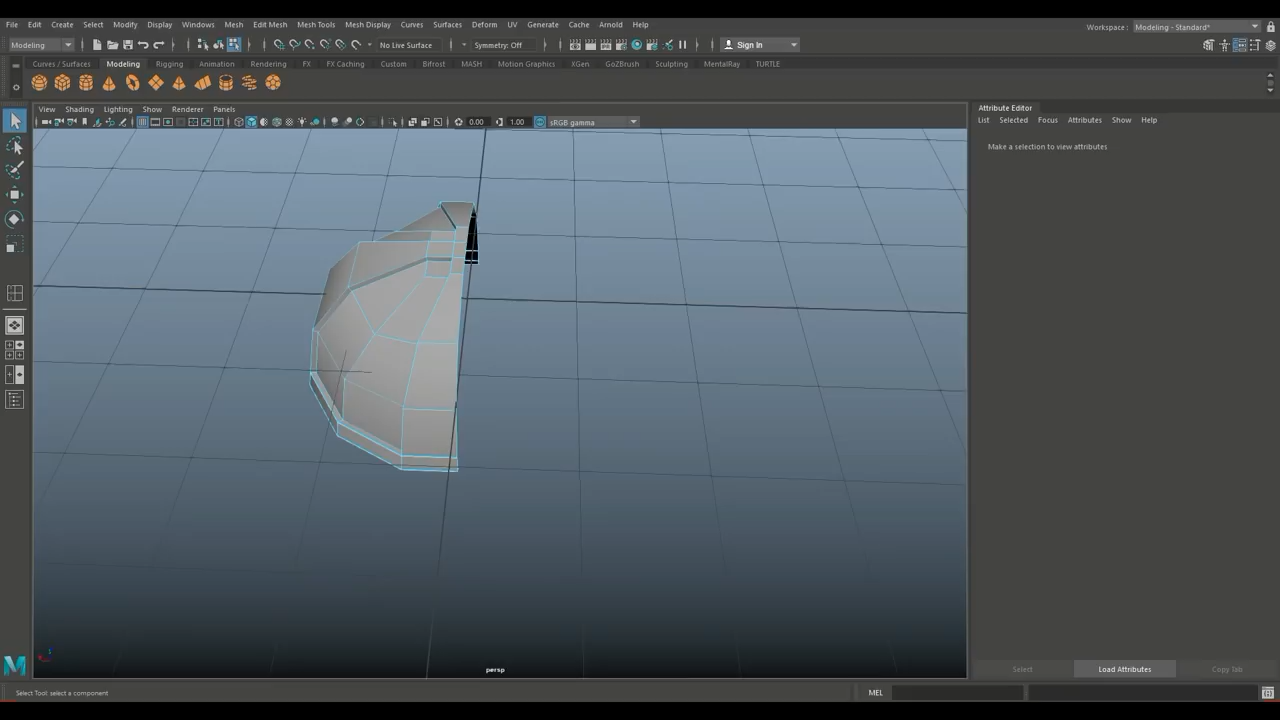 File Edit Create Select Modify Display Windows Mesh Edit Mesh Mesh Tools Mesh Display Curves Surfaces Deform UV Generate Cache Arnold Help
Workspace : Modeling - Standard*
Modeling No Live Surface Symmetry: Off Sign In
Curves / Surfaces Modeling Rigging Animation Rendering FX FX Caching Custom Bifrost MASH Motion Graphics XGen GoZBrush Sculpting MentalRay TURTLE
View Shading Lighting Show Renderer Panels
0.00 1.00 sRGB gamma
Attribute Editor
List Selected Focus Attributes Show Help
Make a selection to view attributes
persp
Select Load Attributes Copy Tab
Select Tool: select a component
MEL